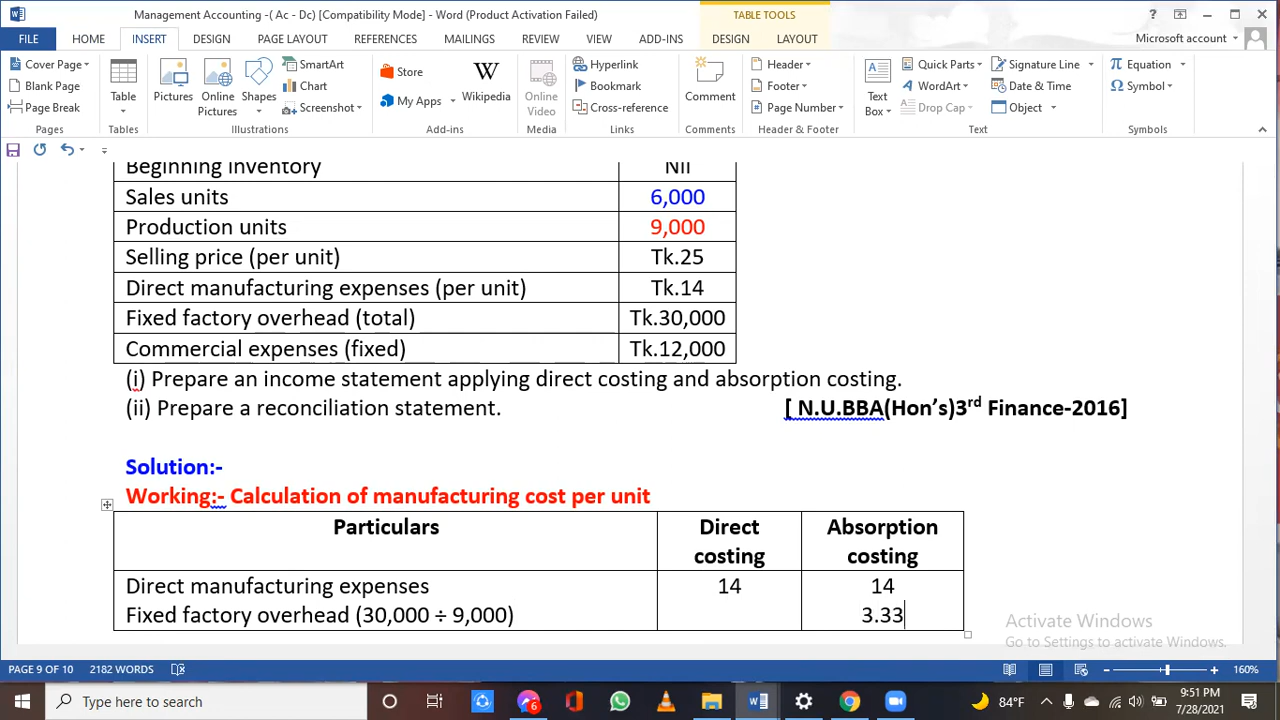 Management Accounting -( Ac - Dc) [Compatibility Mode] - Word (Product Activation Failed)
TABLE TOOLS
FILE HOME INSERT DESIGN PAGE LAYOUT REFERENCES MAILINGS REVIEW VIEW ADD-INS DESIGN LAYOUT
Microsoft account
Cover Page
Blank Page
Page Break
Pages
Table
Tables
Pictures
Online Pictures
Shapes
SmartArt
Chart
Screenshot
Illustrations
Store
My Apps
Wikipedia
Add-ins
Online Video
Media
Hyperlink
Bookmark
Cross-reference
Links
Comment
Comments
Header
Footer
Page Number
Header & Footer
Text Box
Quick Parts
WordArt
Drop Cap
Signature Line
Date & Time
Object
Text
Equation
Symbol
Symbols
Beginning inventory Nil
Sales units 6,000
Production units 9,000
Selling price (per unit) Tk.25
Direct manufacturing expenses (per unit) Tk.14
Fixed factory overhead (total) Tk.30,000
Commercial expenses (fixed) Tk.12,000
(i) Prepare an income statement applying direct costing and absorption costing.
(ii) Prepare a reconciliation statement. [ N.U.BBA(Hon’s)3rd Finance-2016]
Solution:-
Working:- Calculation of manufacturing cost per unit
Particulars Direct costing Absorption costing
Direct manufacturing expenses 14 14
Fixed factory overhead (30,000 ÷ 9,000) 3.33
Activate Windows
Go to Settings to activate Windows.
PAGE 9 OF 10 2182 WORDS 160%
Type here to search
6
84°F
9:51 PM
7/28/2021